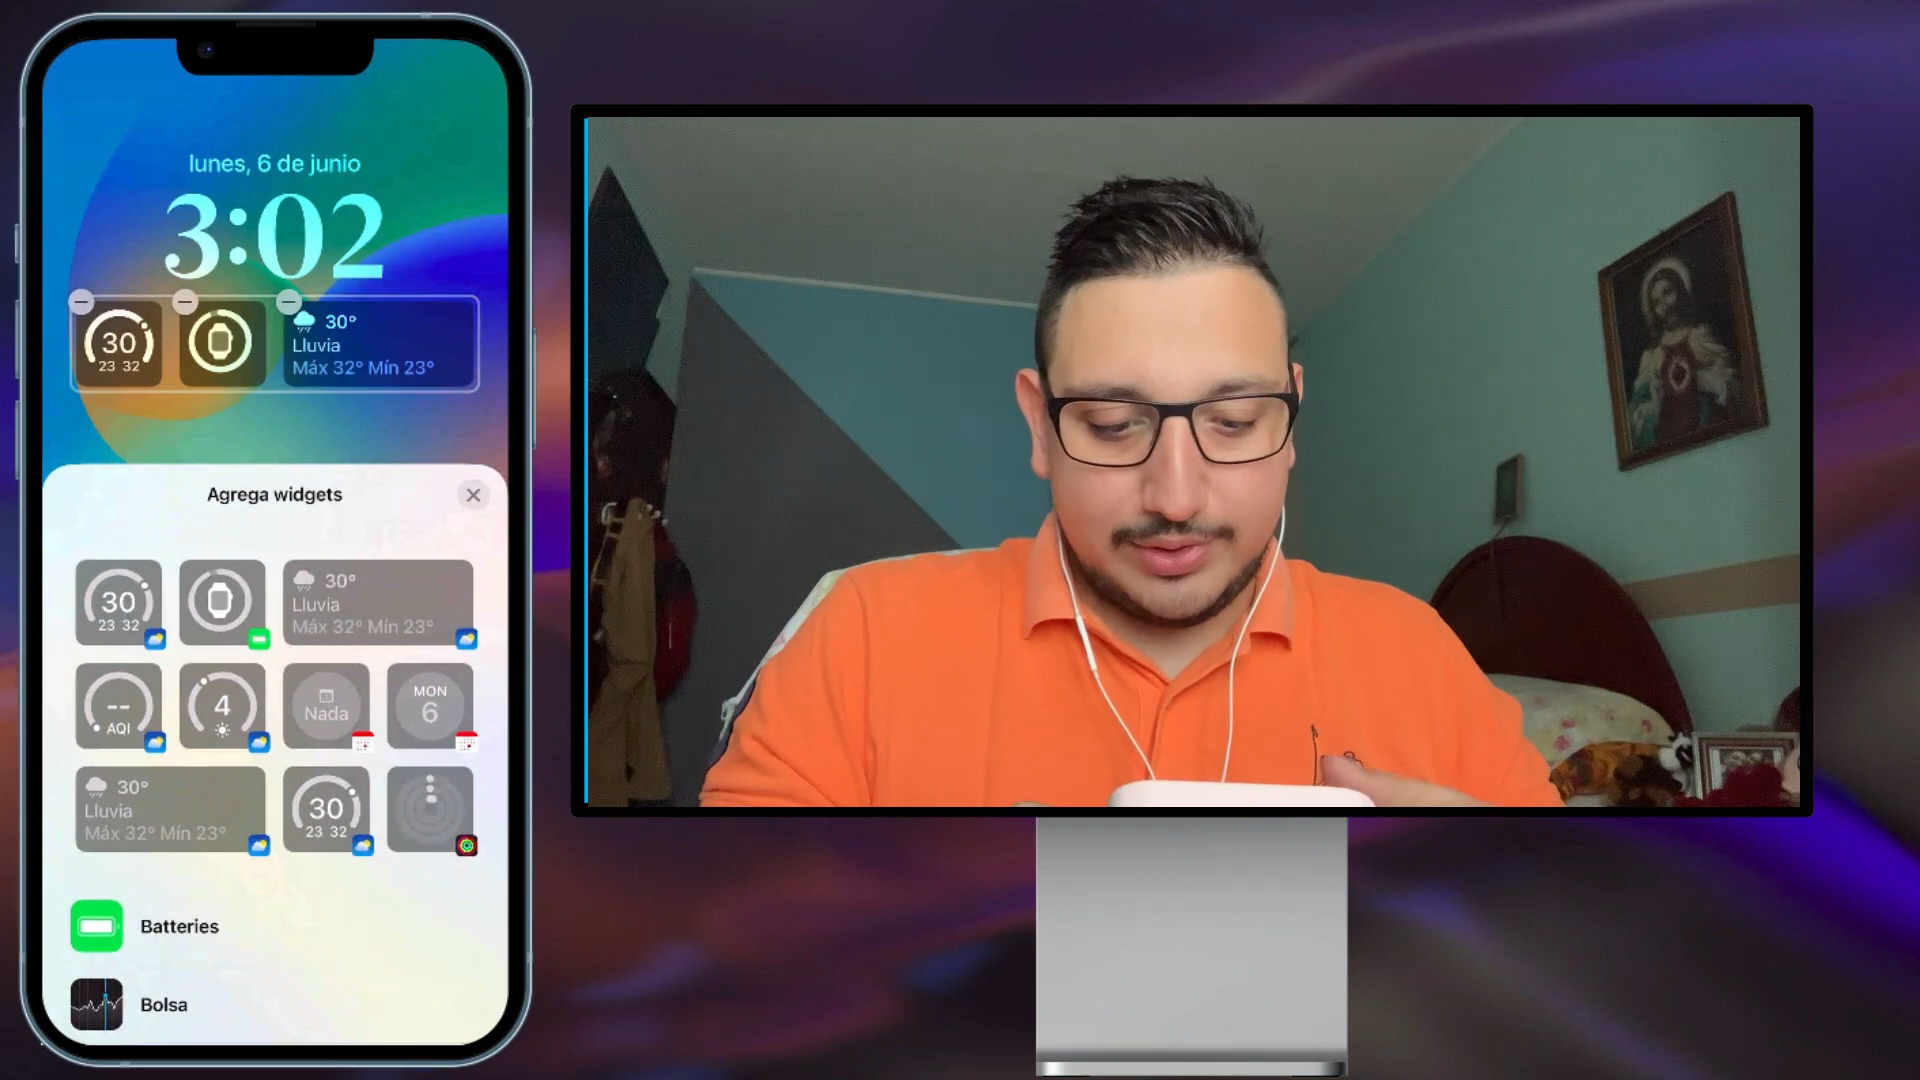 lunes, 6 de junio
3:02
30
23 32
30°
Lluvia
Máx 32° Mín 23°
Agrega widgets
30
23 32
30°
Lluvia
Máx 32° Mín 23°
--
AQI
4
Nada
MON
6
30°
Lluvia
Máx 32° Mín 23°
30
23 32
Batteries
Bolsa